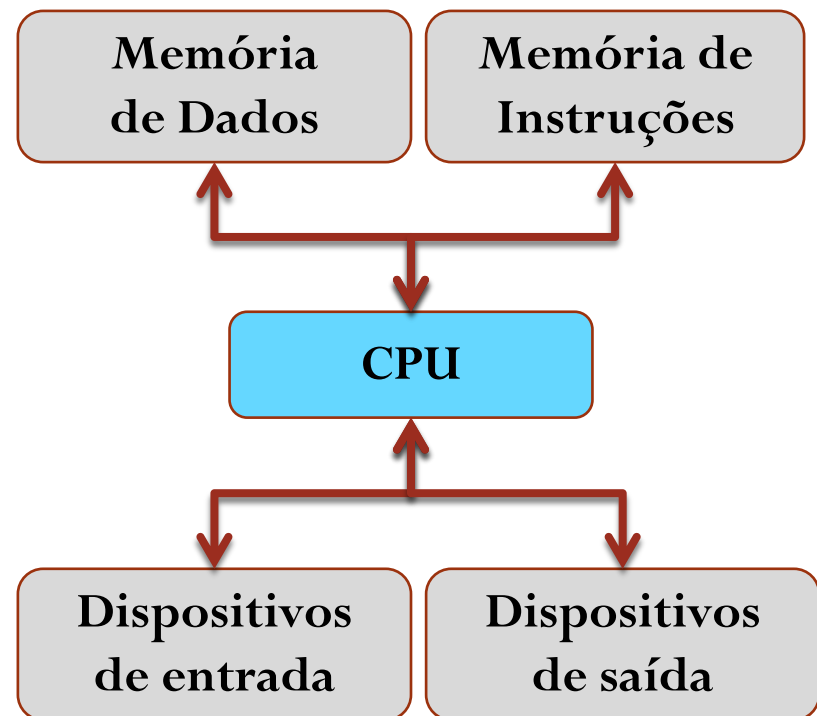 Memória
de Dados
Memória de
Instruções
CPU
Dispositivos
de entrada
Dispositivos
de saída